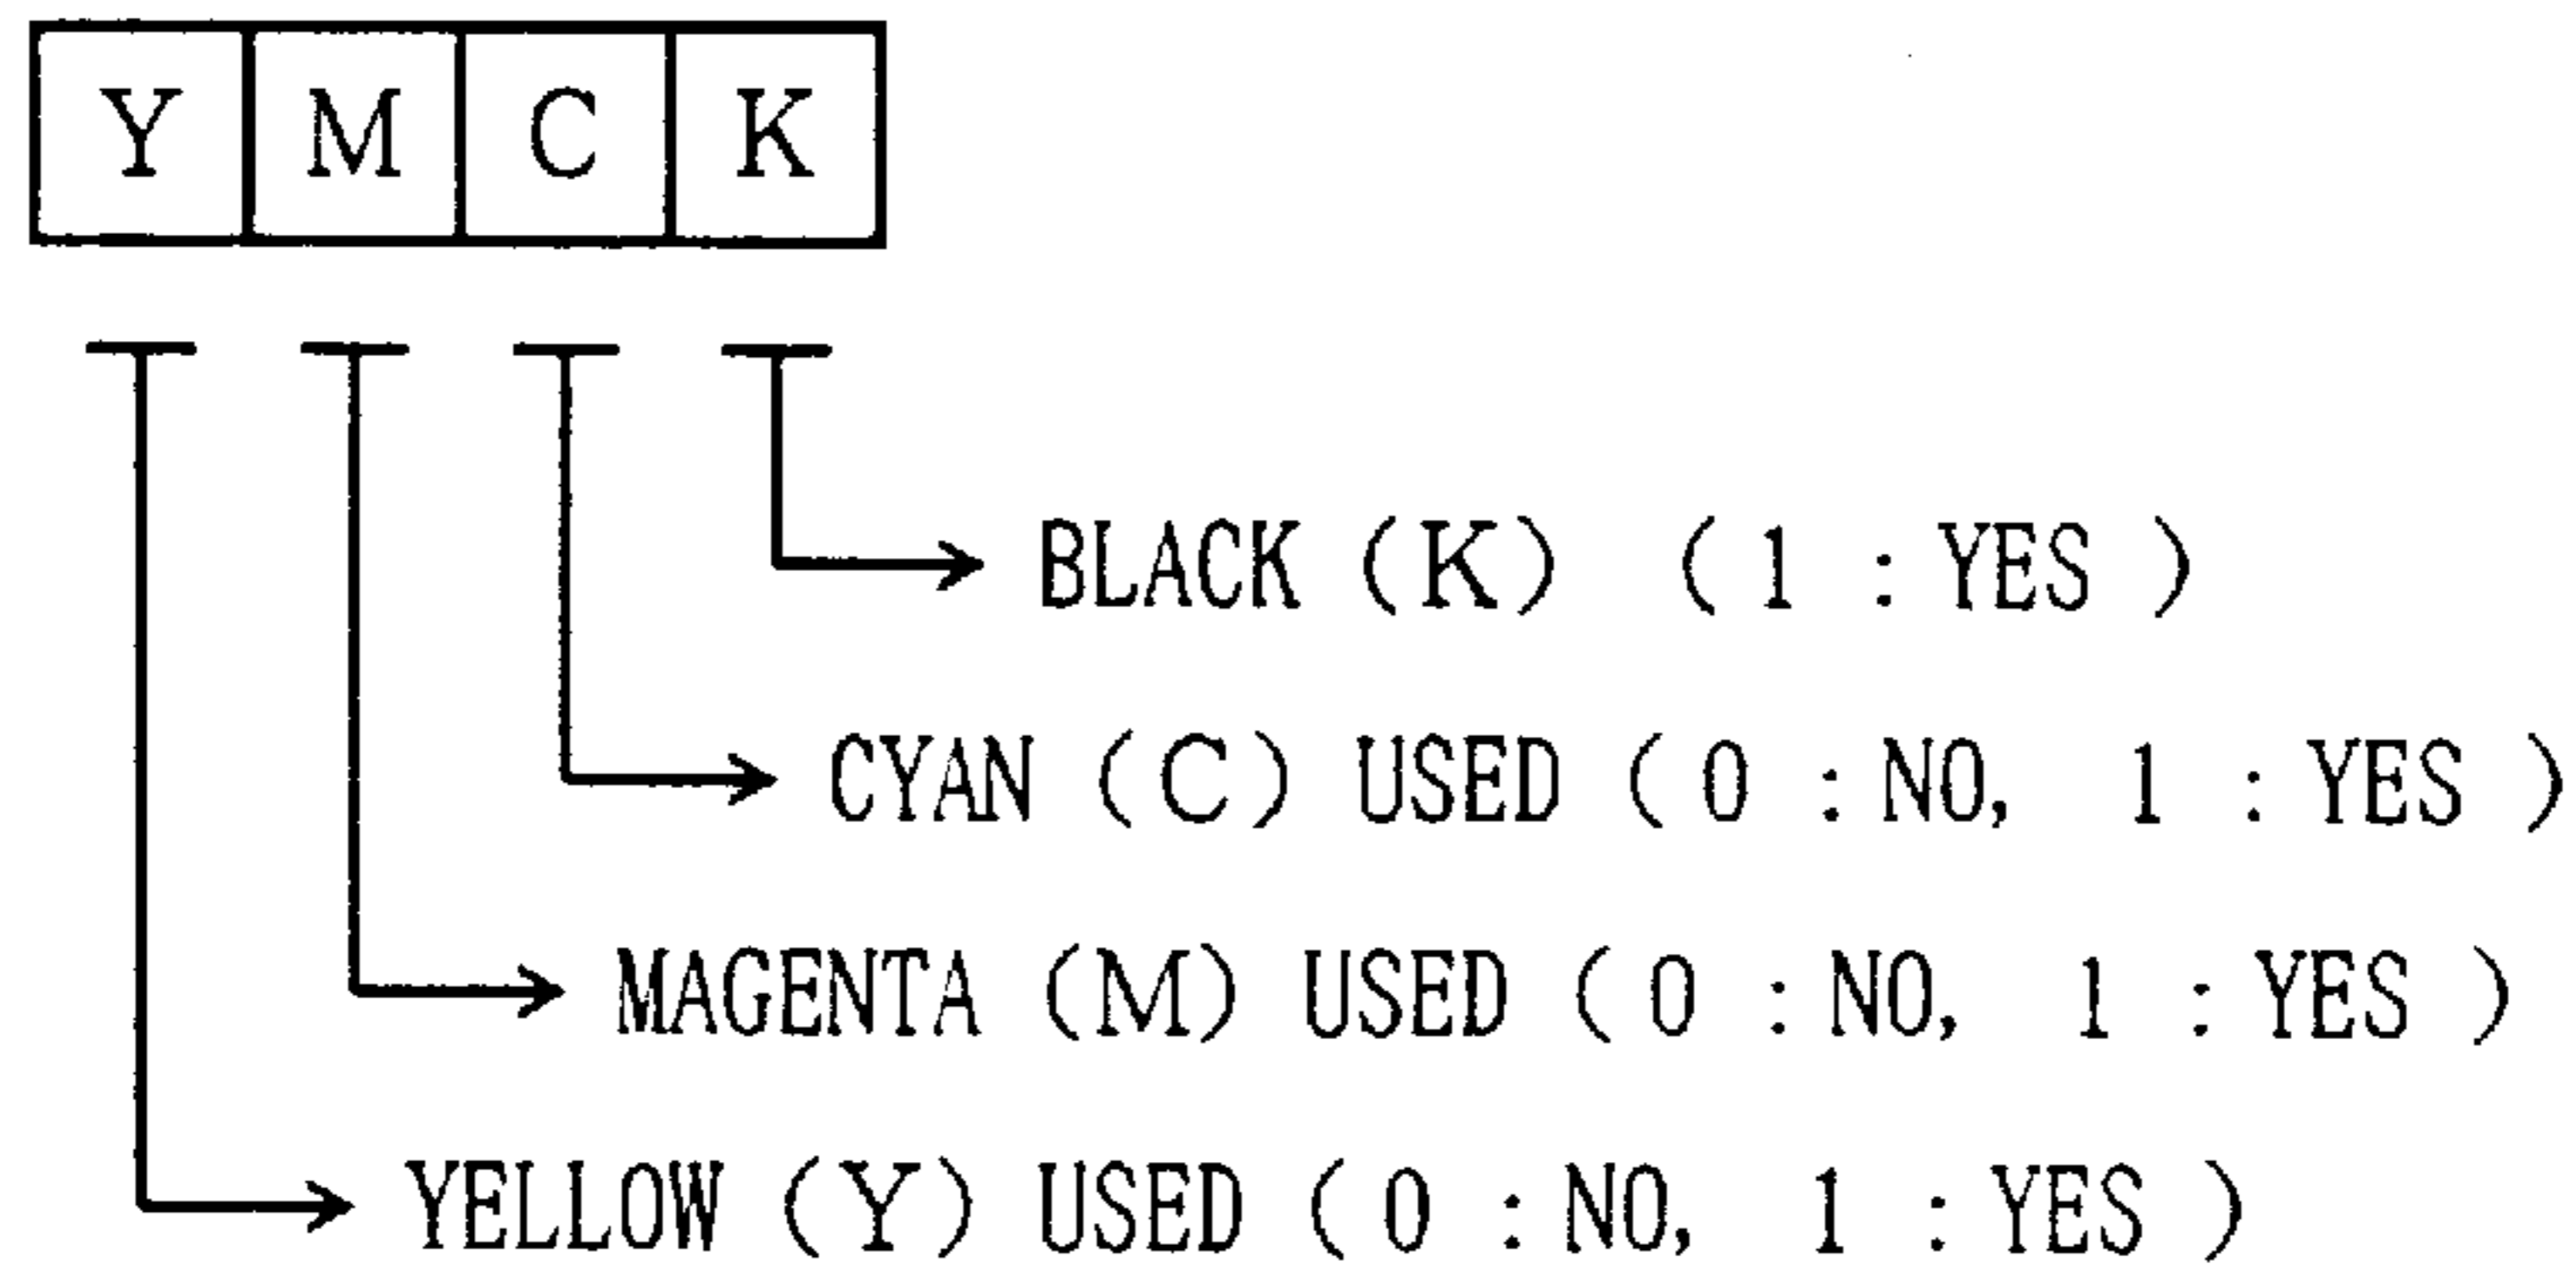 Y M C K
BLACK (K) (1 : YES )
CYAN (C) USED ( 0 : NO, 1 : YES )
MAGENTA (M) USED ( 0 : NO, 1 : YES )
YELLOW (Y) USED ( 0 : NO, 1 : YES )